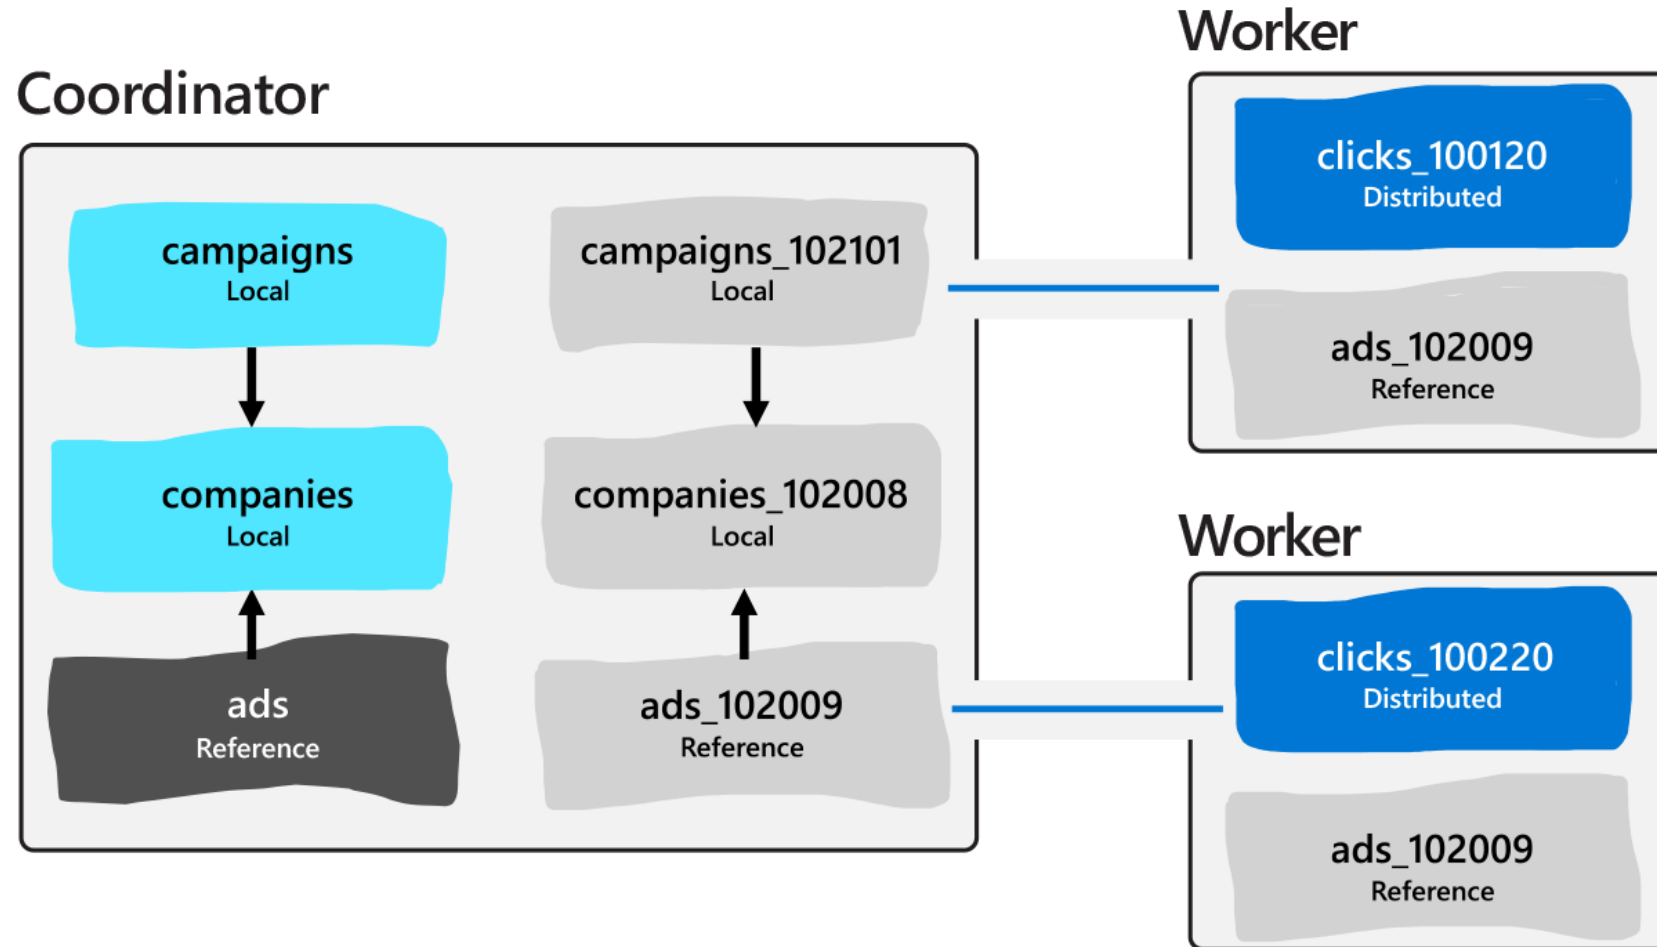 Coordinator
campaigns
Local
campaigns_102101
Local
companies
Local
companies_102008
Local
ads
Reference
ads_102009
Reference
Worker
clicks_100120
Distributed
ads_102009
Reference
Worker
clicks_100220
Distributed
ads_102009
Reference